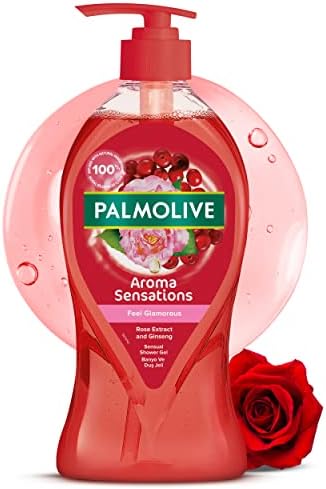 100%
PALMOLIVE
Aroma
Sensations
Feel Glamorous
Rose Extract
and Ginseng
Sensual
Shower Gel
Banyo Ve
Duş Jeli